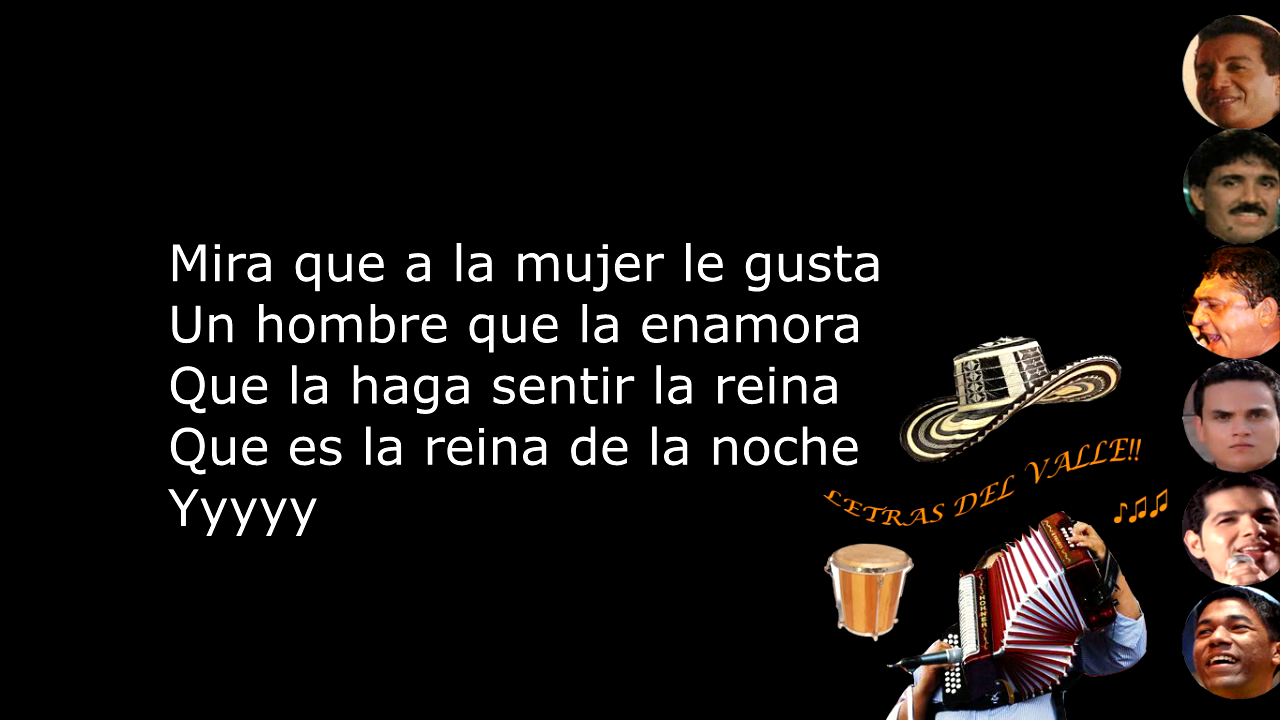 Mira que a la mujer le gusta
Un hombre que la enamora
Que la haga sentir la reina
Que es la reina de la noche
Yyyyy
LETRAS DEL VALLE!!
HOHNER